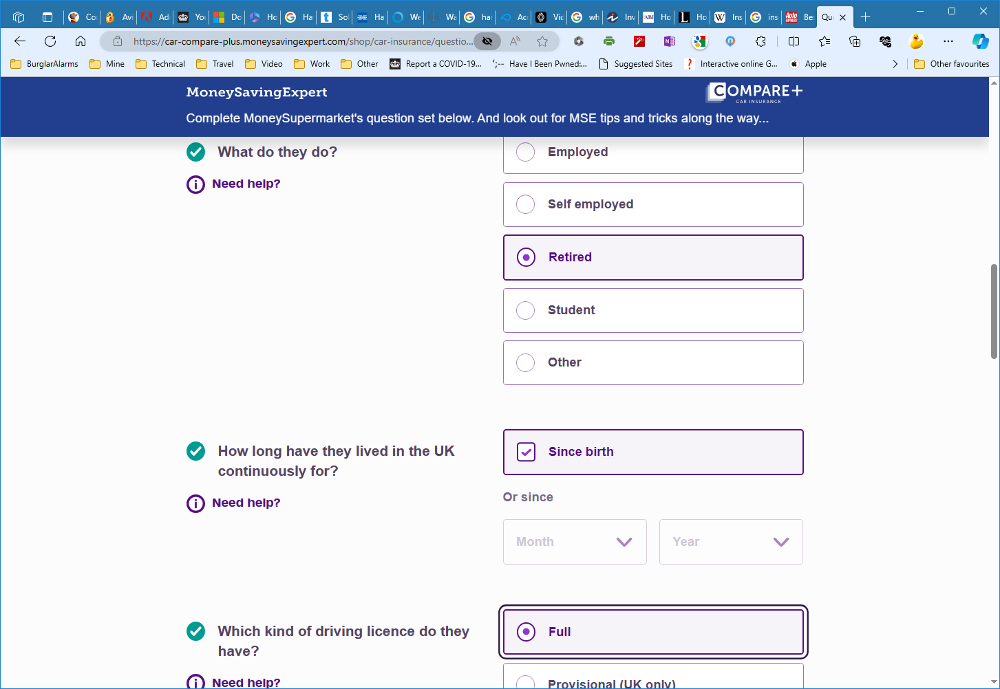 Co
Avi
Ad
Yo
Do
Ho
Ha
So
Ha
We
Wa
har
Acc
Vic
wh
Inv
ABI
Ho
L
Ho
W
Ins
ins
Be
Qu
https://car-compare-plus.moneysavingexpert.com/shop/car-insurance/questio...
BurglarAlarms
Mine
Technical
Travel
Video
Work
Other
Report a COVID-19...
Have I Been Pwned:...
Suggested Sites
Interactive online G...
Apple
Other favourites
MoneySavingExpert
COMPARE+
CAR INSURANCE
Complete MoneySupermarket's question set below. And look out for MSE tips and tricks along the way...
What do they do?
Need help?
Employed
Self employed
Retired
Student
Other
How long have they lived in the UK
continuously for?
Need help?
Since birth
Or since
Month
Year
Which kind of driving licence do they
have?
Need help?
Full
Provisional (UK only)